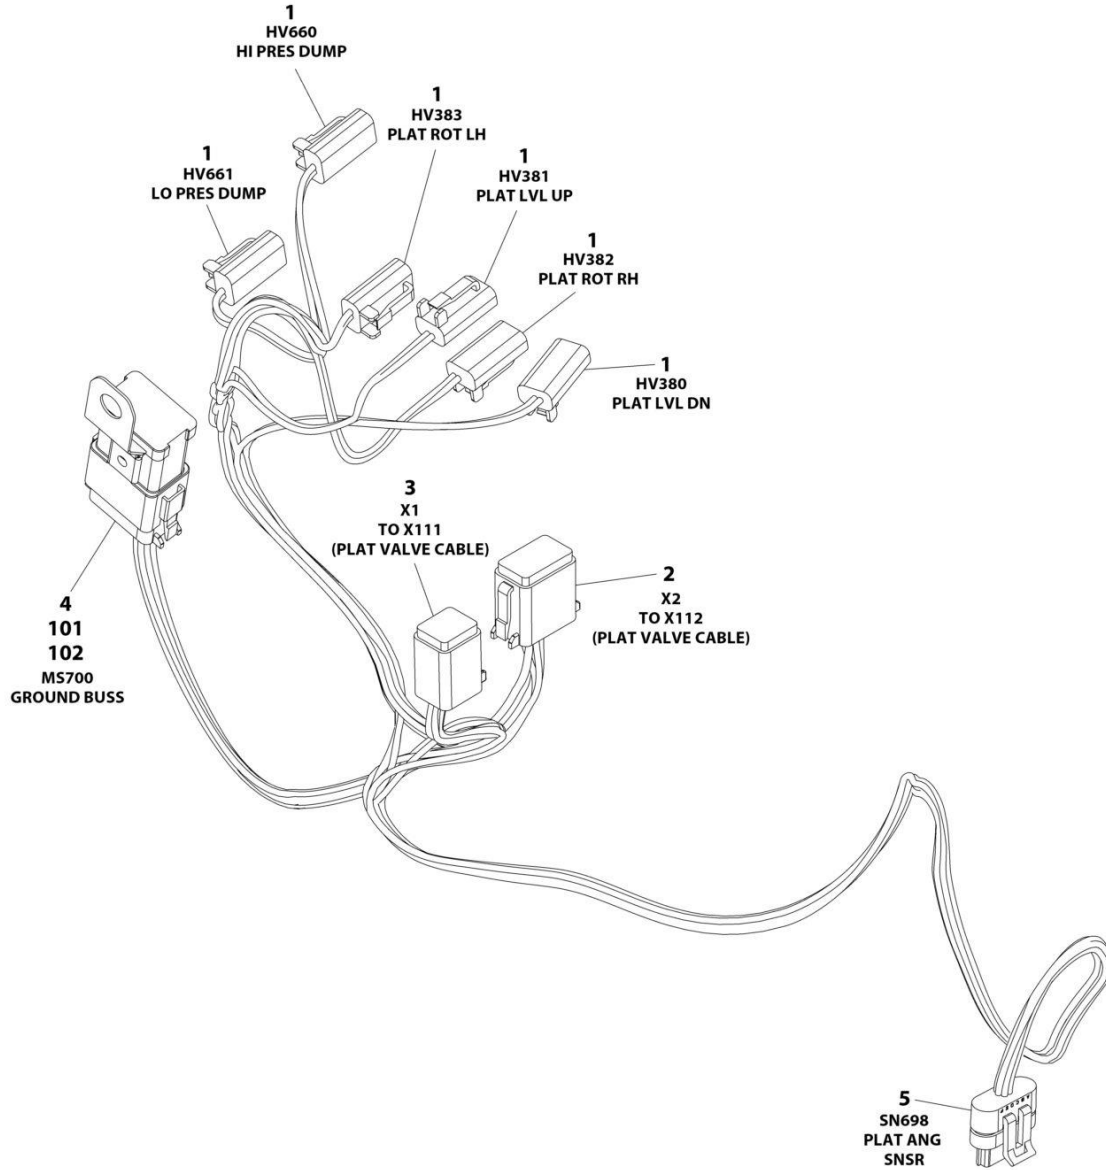 1
HV660
HI PRES DUMP
1
HV383
PLAT ROT LH
1
HV661
LO PRES DUMP
1
HV381
PLAT LVL UP
1
HV382
PLAT ROT RH
1
HV380
PLAT LVL DN
3
X1
TO X111
(PLAT VALVE CABLE)
2
X2
TO X112
(PLAT VALVE CABLE)
4
101
102
MS700
GROUND BUSS
5
SN698
PLAT ANG
SNSR